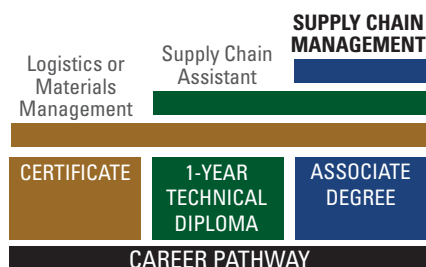 SUPPLY CHAIN
MANAGEMENT
Supply Chain
Assistant
Logistics or
Materials
Management
CERTIFICATE
1-YEAR
TECHNICAL
DIPLOMA
ASSOCIATE
DEGREE
CAREER PATHWAY